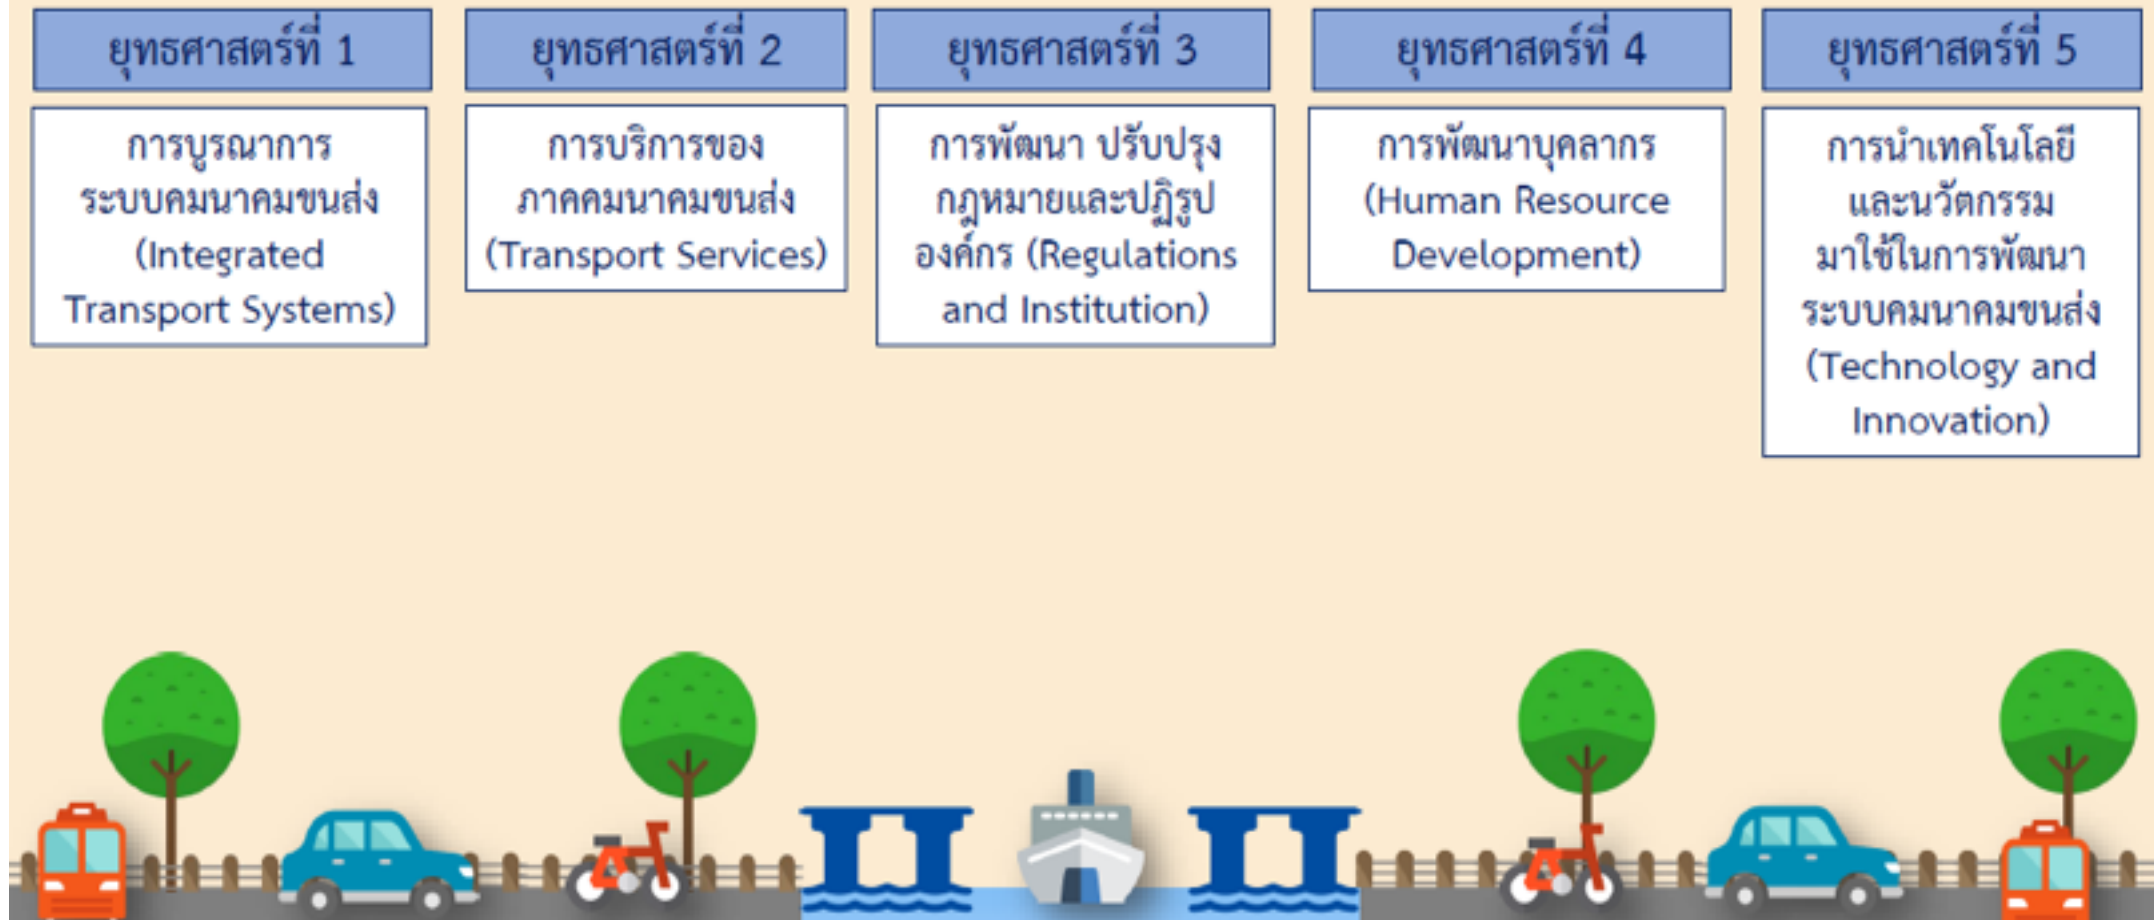 ยุทธศาสตร์ที่ 1
การบูรณาการ
ระบบคมนาคมขนส่ง
(Integrated
Transport Systems)
ยุทธศาสตร์ที่ 2
การบริการของ
ภาคคมนาคมขนส่ง
(Transport Services)
ยุทธศาสตร์ที่ 3
การพัฒนา ปรับปรุง
กฎหมายและปฏิรูป
องค์กร (Regulations
and Institution)
ยุทธศาสตร์ที่ 4
การพัฒนาบุคลากร
(Human Resource
Development)
ยุทธศาสตร์ที่ 5
การนำเทคโนโลยี
และนวัตกรรม
มาใช้ในการพัฒนา
ระบบคมนาคมขนส่ง
(Technology and
Innovation)